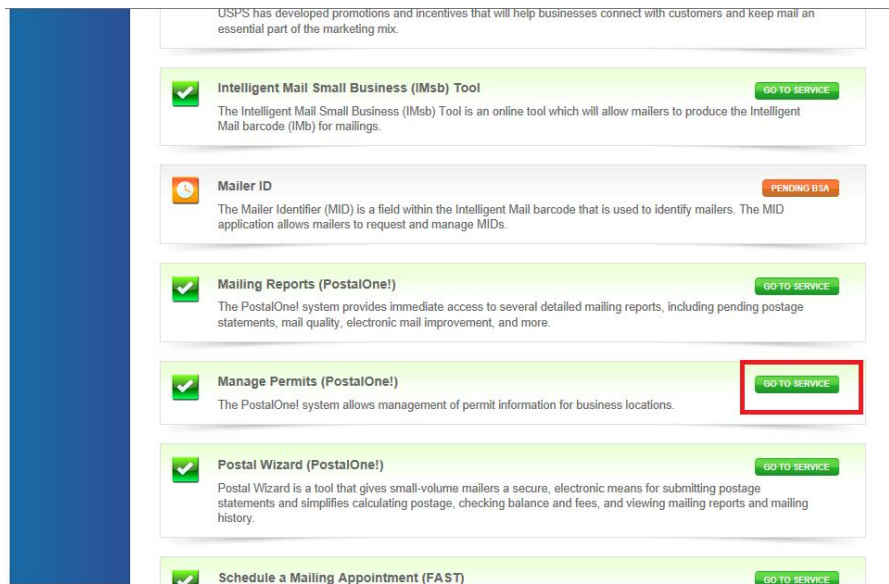 USPS has developed promotions and incentives that will help businesses connect with customers and keep mail an
essential part of the marketing mix.
Intelligent Mail Small Business (IMsb) Tool
GO TO SERVICE
The Intelligent Mail Small Business (IMsb) Tool is an online tool which will allow mailers to produce the Intelligent
Mail barcode (IMb) for mailings.
Mailer ID
PENDING BSA
The Mailer Identifier (MID) is a field within the Intelligent Mail barcode that is used to identify mailers. The MID
application allows mailers to request and manage MIDs.
Mailing Reports (PostalOne!)
GO TO SERVICE
The PostalOne! system provides immediate access to several detailed mailing reports, including pending postage
statements, mail quality, electronic mail improvement, and more.
Manage Permits (PostalOne!)
GO TO SERVICE
The PostalOne! system allows management of permit information for business locations.
Postal Wizard (PostalOne!)
GO TO SERVICE
Postal Wizard is a tool that gives small-volume mailers a secure, electronic means for submitting postage
statements and simplifies calculating postage, checking balance and fees, and viewing mailing reports and mailing
history.
Schedule a Mailing Appointment (FAST)
GO TO SERVICE